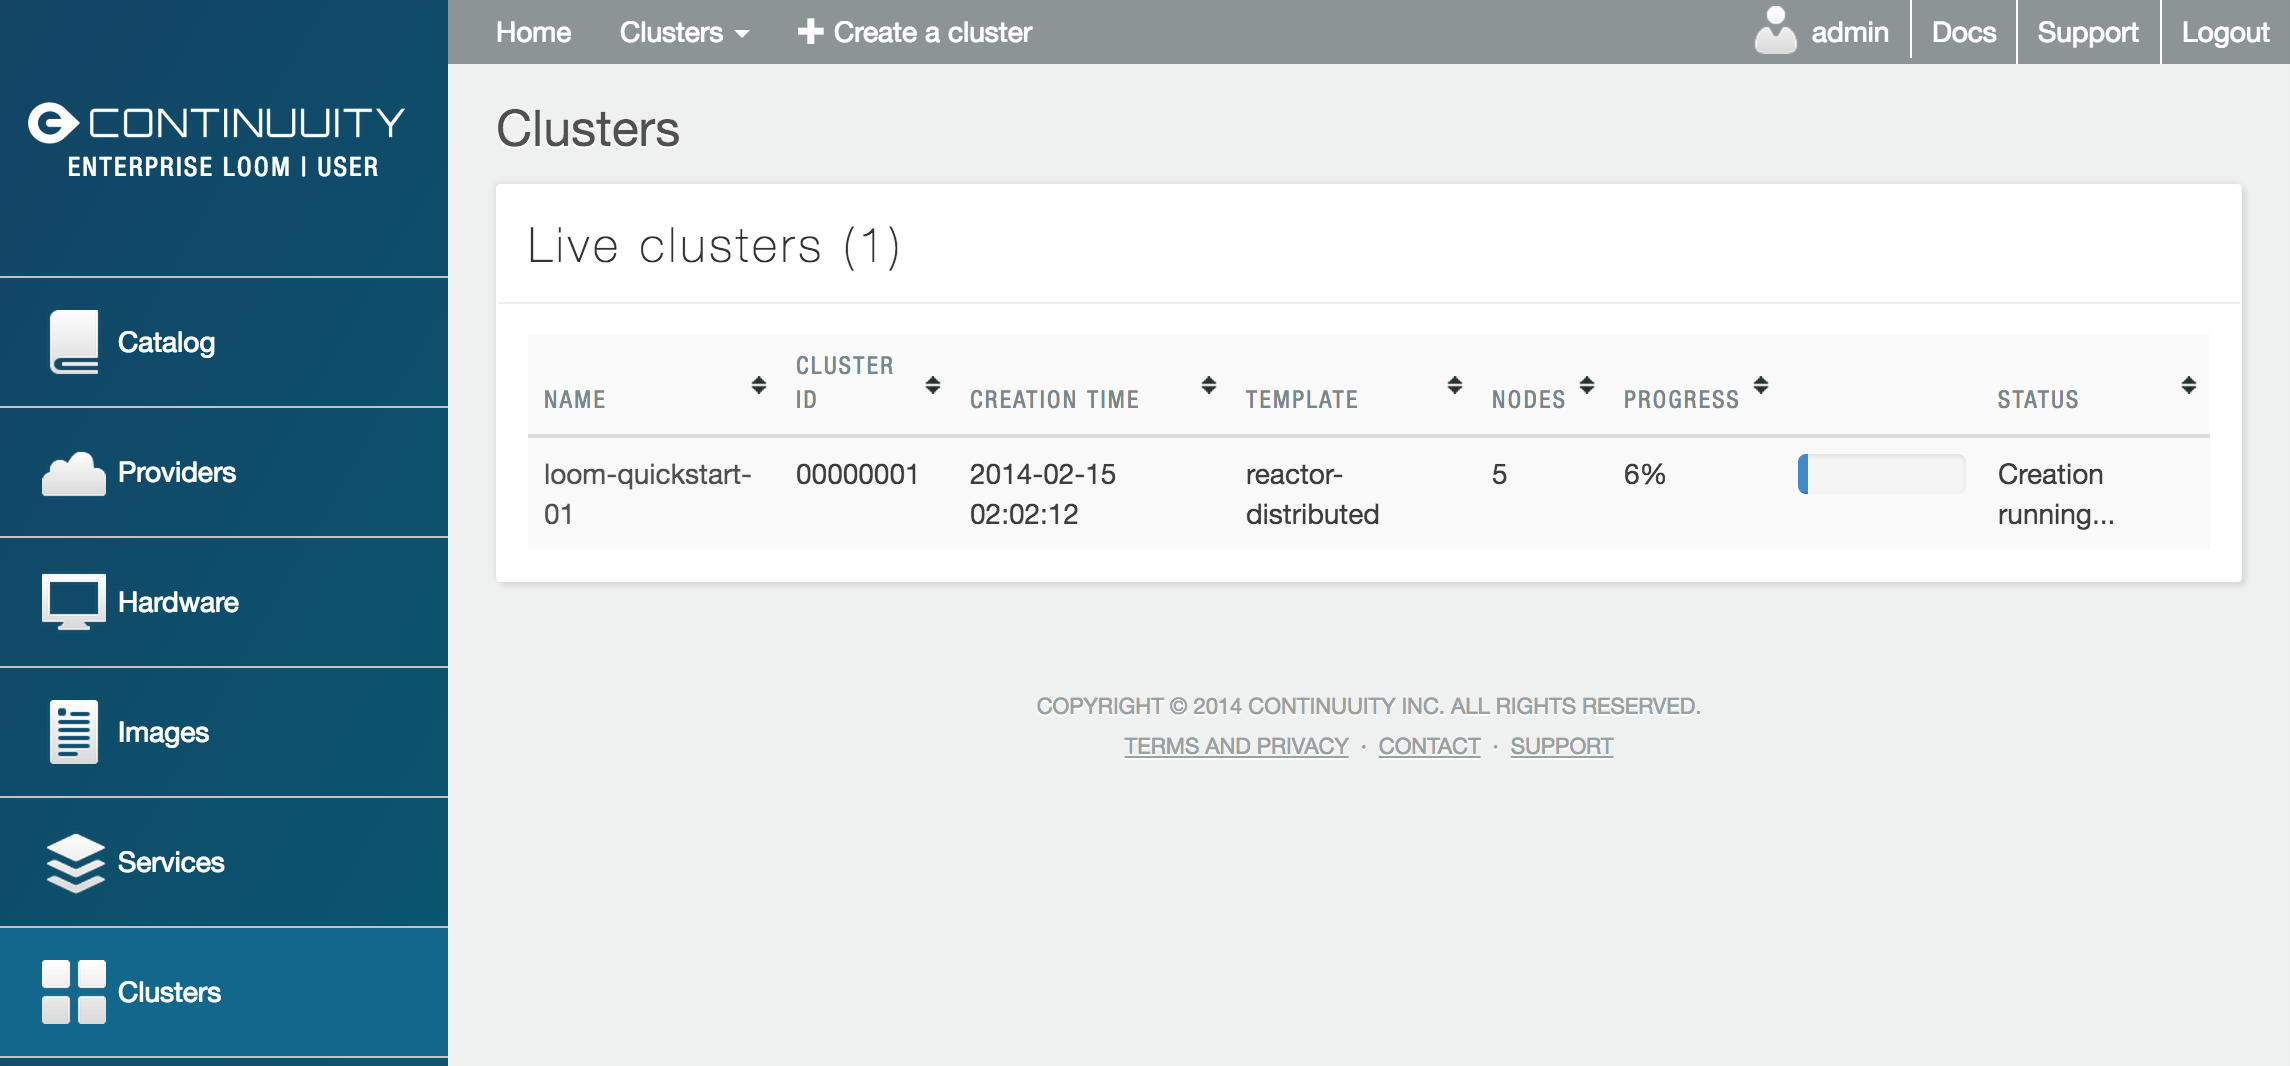 Home Clusters Create a cluster admin Docs Support Logout
CONTINUUITY
ENTERPRISE LOOM | USER
Catalog
Providers
Hardware
Images
Services
Clusters
Clusters
Live clusters (1)
NAME CLUSTER ID CREATION TIME TEMPLATE NODES PROGRESS STATUS
loom-quickstart-01 00000001 2014-02-15 02:02:12 reactor-distributed 5 6% Creation running...
COPYRIGHT © 2014 CONTINUUITY INC. ALL RIGHTS RESERVED.
TERMS AND PRIVACY · CONTACT · SUPPORT